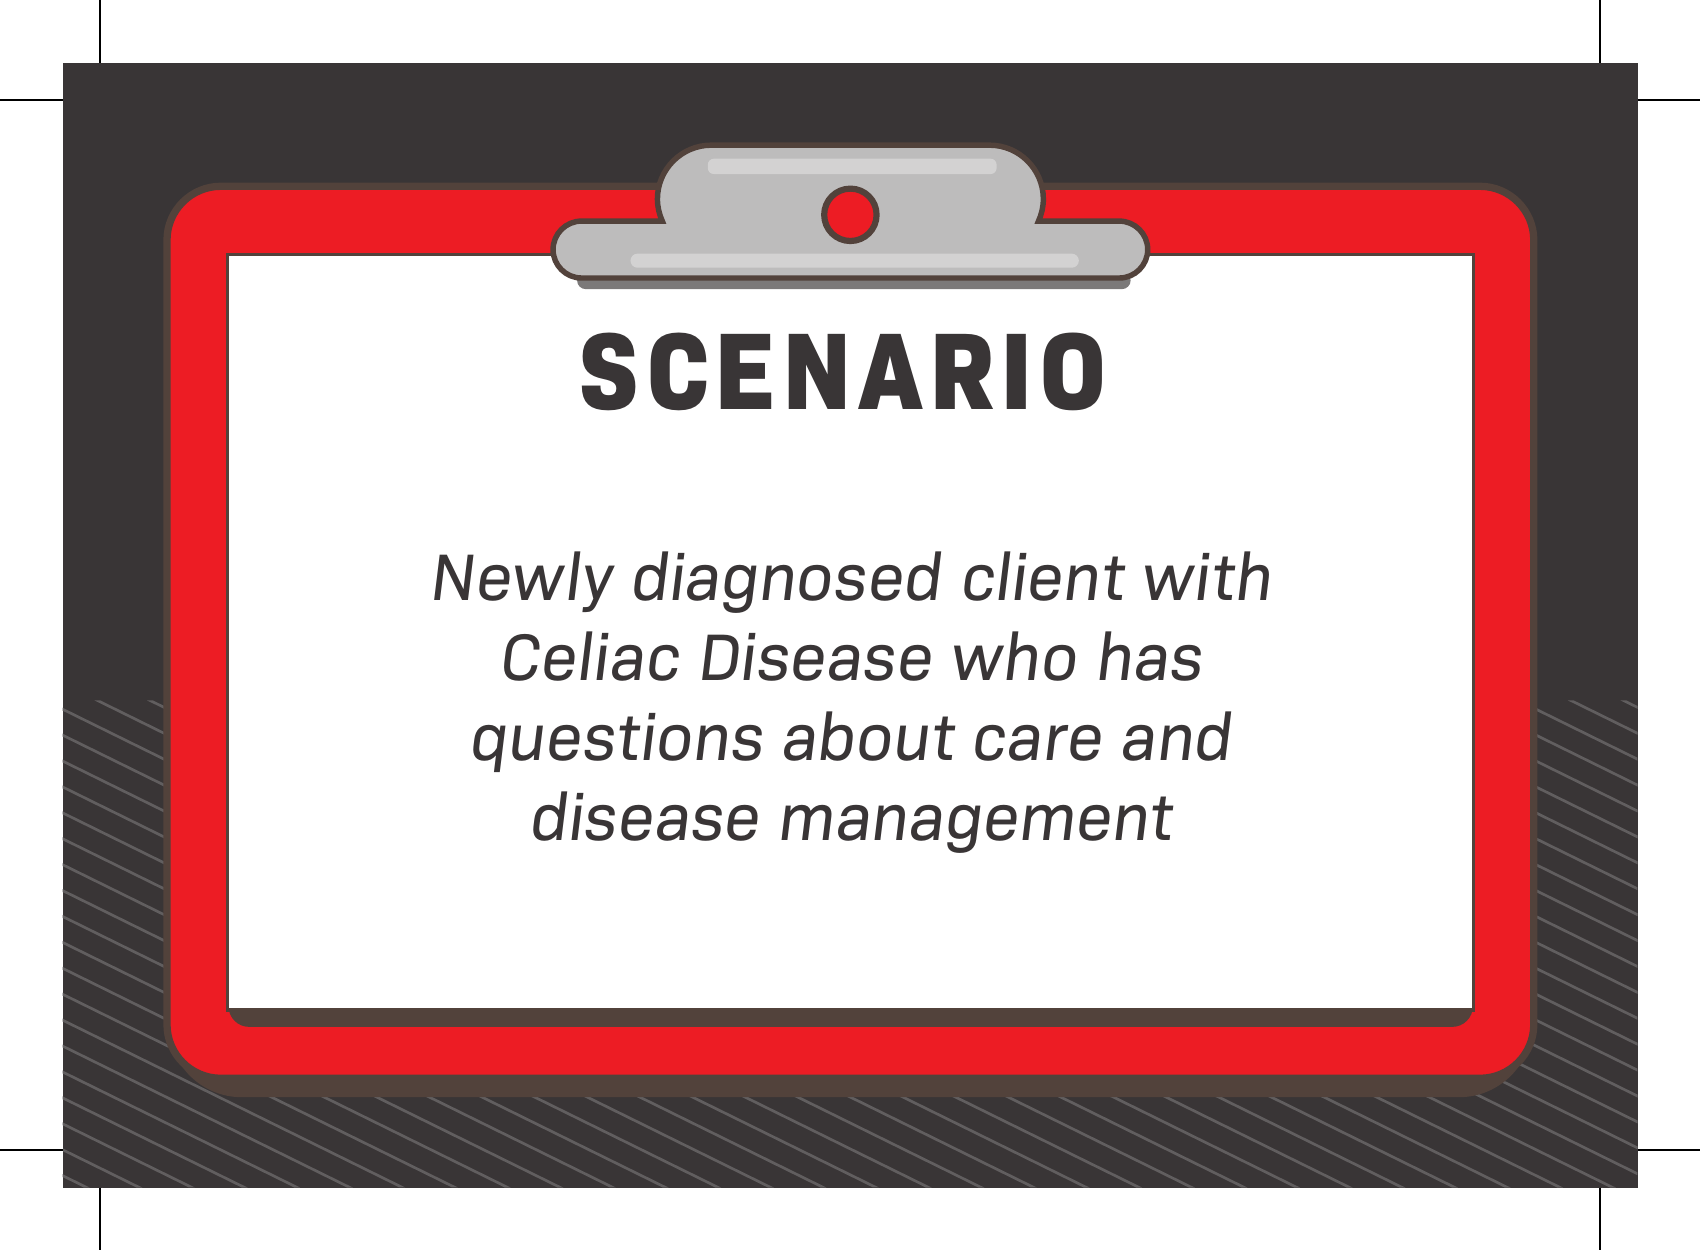 SCENARIO
Newly diagnosed client with
Celiac Disease who has
questions about care and
disease management